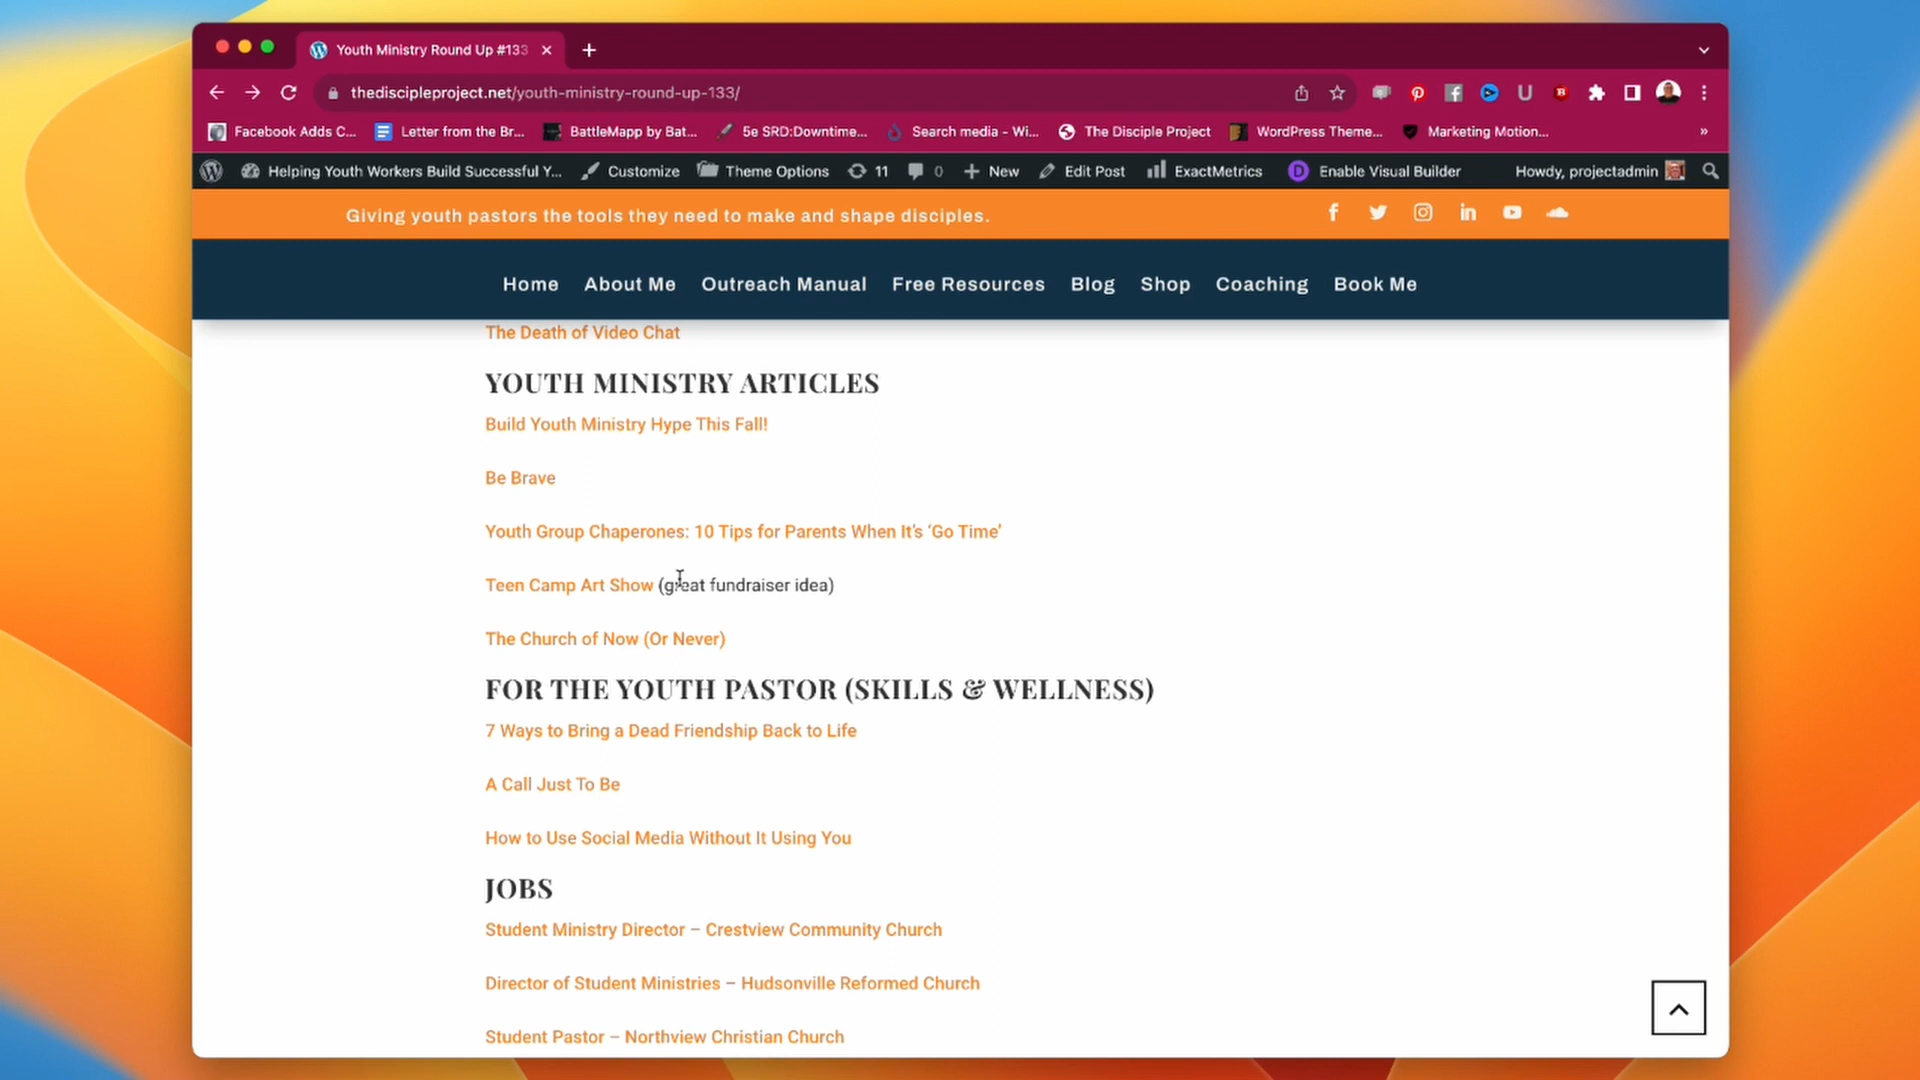 Youth Ministry Round Up #133
thediscipleproject.net/youth-ministry-round-up-133/
Facebook Adds C... Letter from the Br... BattleMapp by Bat... 5e SRD:Downtime... Search media - Wi... The Disciple Project WordPress Theme... Marketing Motion... »
Helping Youth Workers Build Successful Y... Customize Theme Options 11 0 New Edit Post ExactMetrics Enable Visual Builder Howdy, projectadmin
Giving youth pastors the tools they need to make and shape disciples.
Home About Me Outreach Manual Free Resources Blog Shop Coaching Book Me
The Death of Video Chat
YOUTH MINISTRY ARTICLES
Build Youth Ministry Hype This Fall!
Be Brave
Youth Group Chaperones: 10 Tips for Parents When It’s ‘Go Time’
Teen Camp Art Show (great fundraiser idea)
The Church of Now (Or Never)
FOR THE YOUTH PASTOR (SKILLS & WELLNESS)
7 Ways to Bring a Dead Friendship Back to Life
A Call Just To Be
How to Use Social Media Without It Using You
JOBS
Student Ministry Director – Crestview Community Church
Director of Student Ministries – Hudsonville Reformed Church
Student Pastor – Northview Christian Church